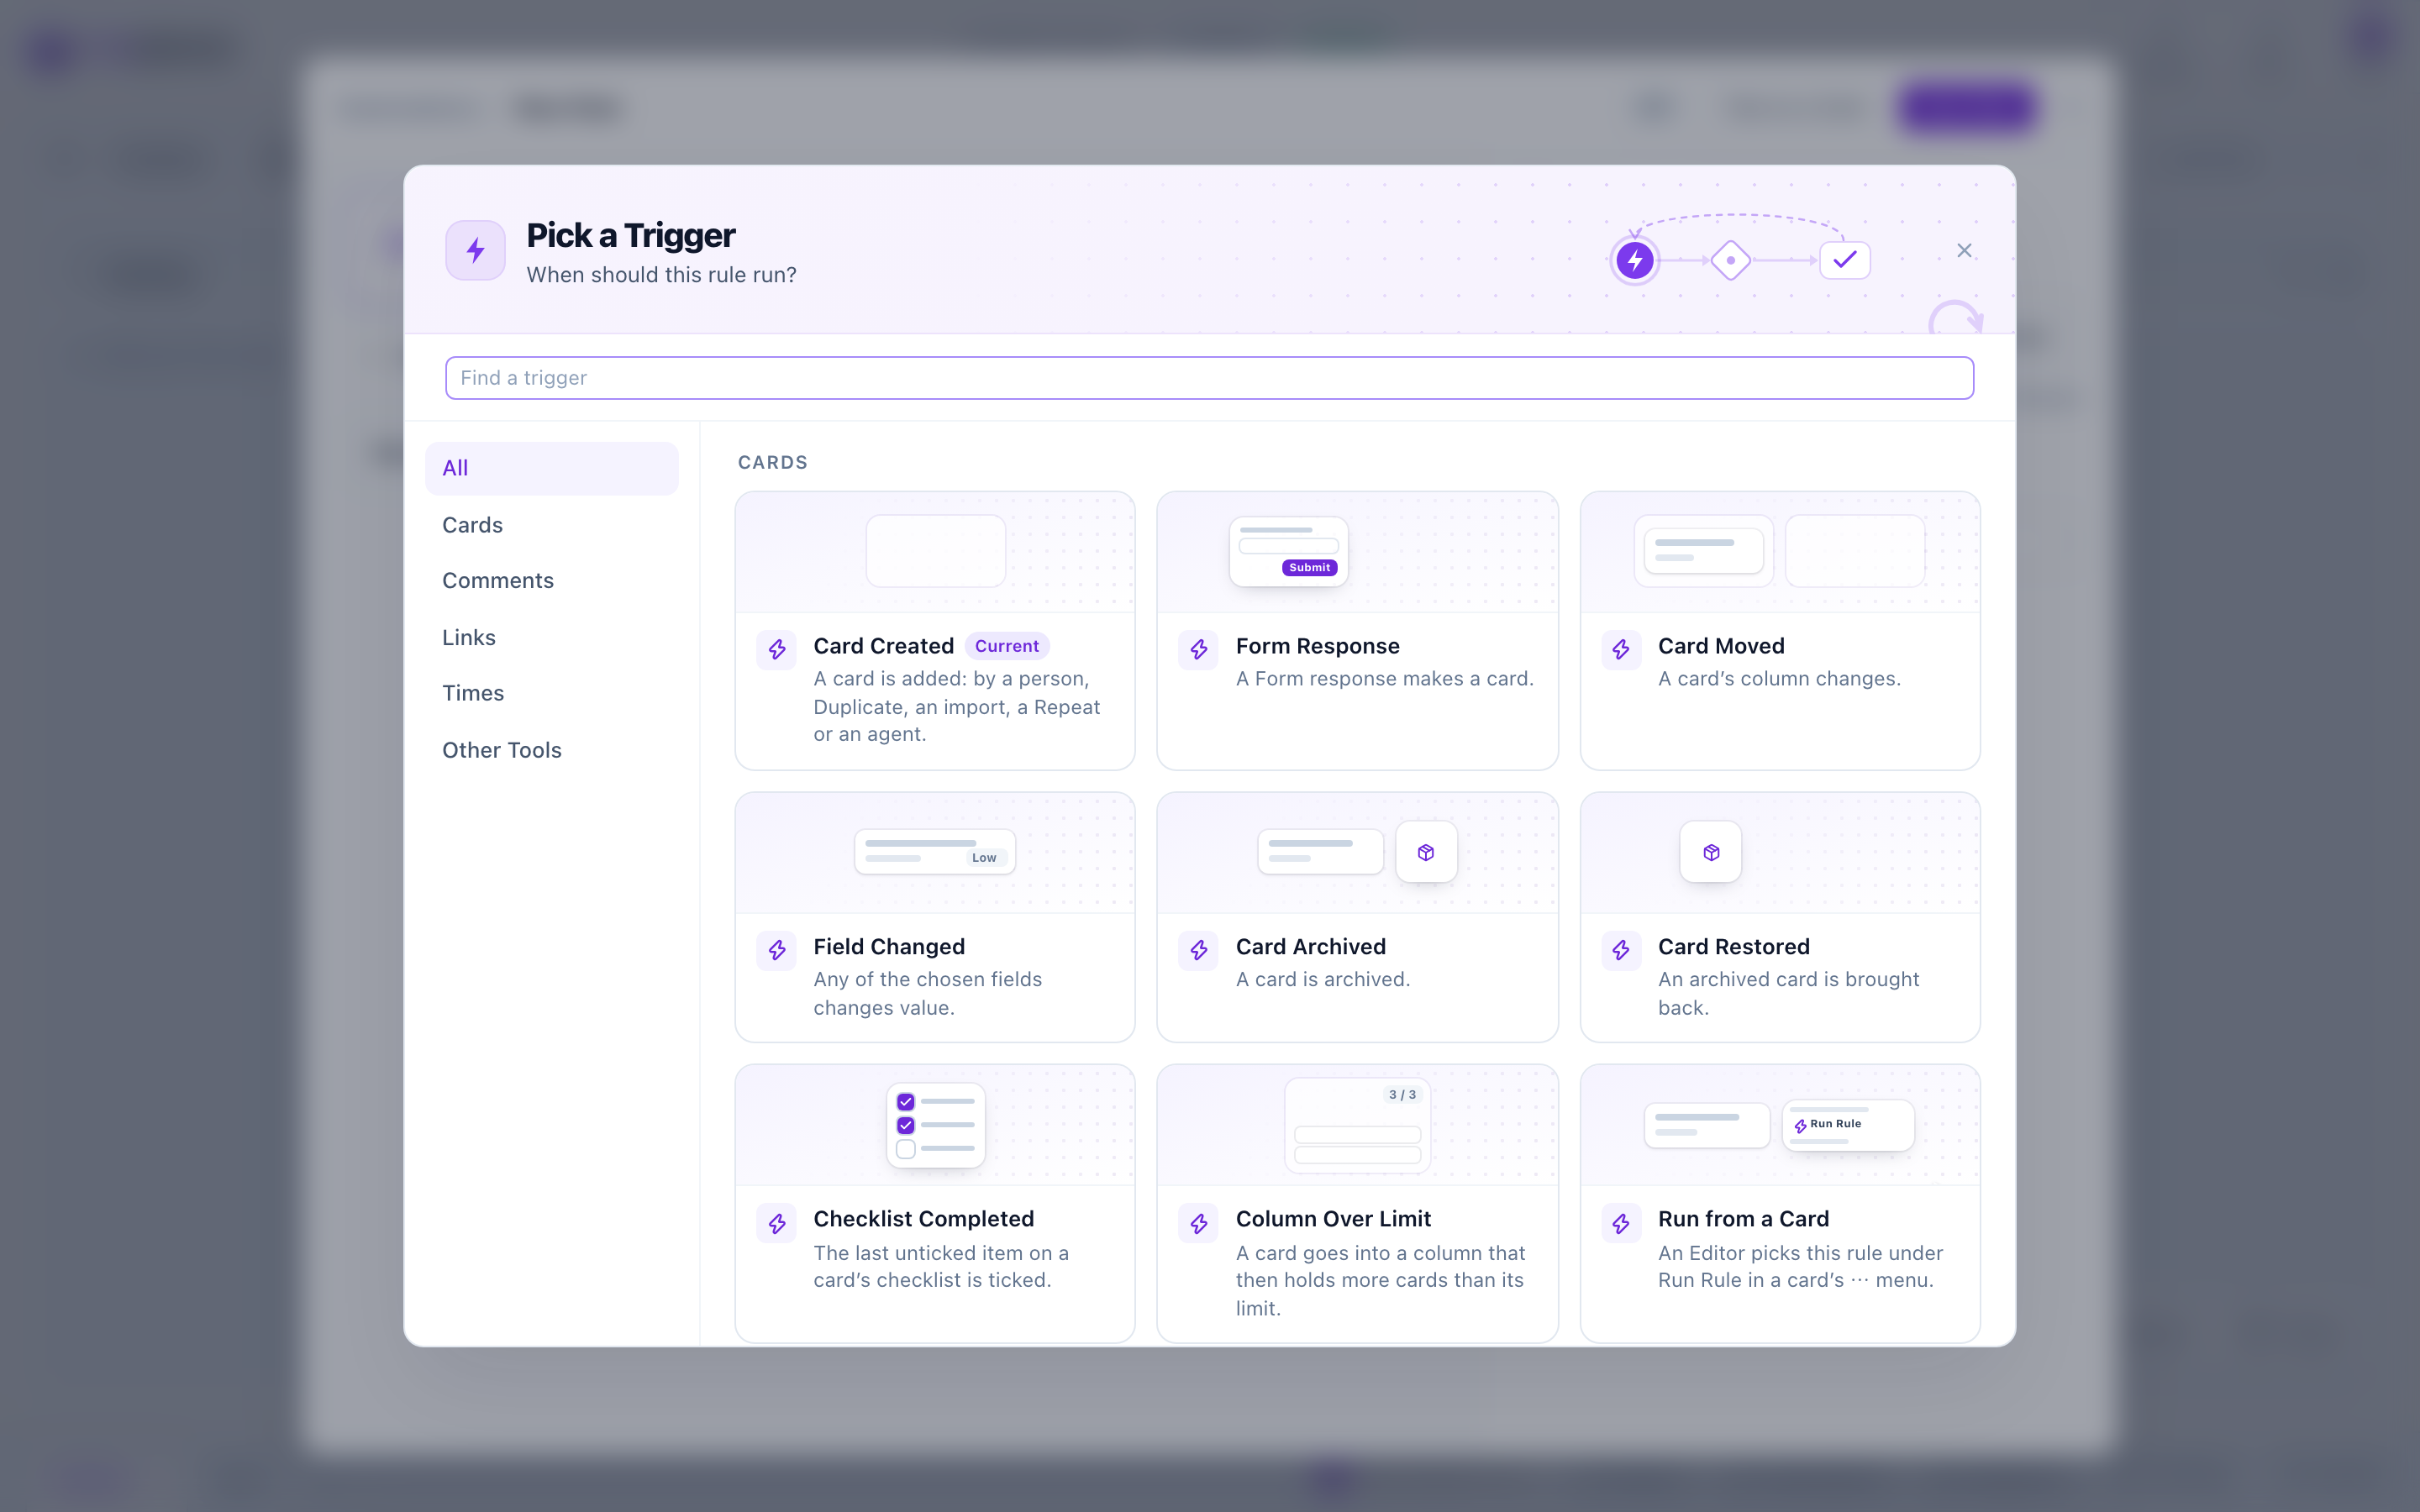 Pick a Trigger
When should this rule run?
Find a trigger
All
Cards
Comments
Links
Times
Other Tools
CARDS
Card Created
Current
A card is added: by a person,
Duplicate, an import, a Repeat
or an agent.
Submit
Form Response
A Form response makes a card.
Card Moved
A card’s column changes.
Low
Field Changed
Any of the chosen fields
changes value.
Card Archived
A card is archived.
Card Restored
An archived card is brought
back.
Checklist Completed
The last unticked item on a
card’s checklist is ticked.
3 / 3
Column Over Limit
A card goes into a column that
then holds more cards than its
limit.
Run Rule
Run from a Card
An Editor picks this rule under
Run Rule in a card’s ··· menu.